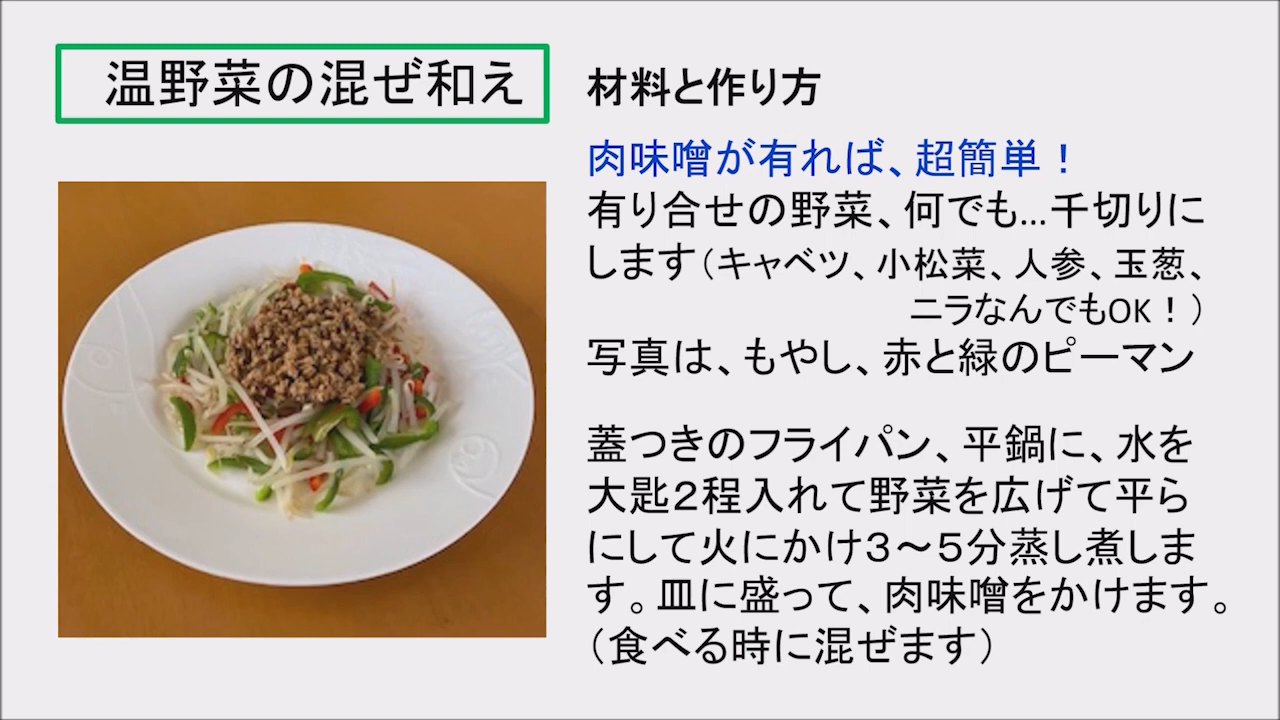 温野菜の混ぜ和え
材料と作り方
肉味噌が有れば、超簡単！
有り合せの野菜、何でも…千切りに
します（キャベツ、小松菜、人参、玉葱、
ニラなんでもOK！）
写真は、もやし、赤と緑のピーマン
蓋つきのフライパン、平鍋に、水を
大匙２程入れて野菜を広げて平ら
にして火にかけ３～５分蒸し煮しま
す。皿に盛って、肉味噌をかけます。
（食べる時に混ぜます）